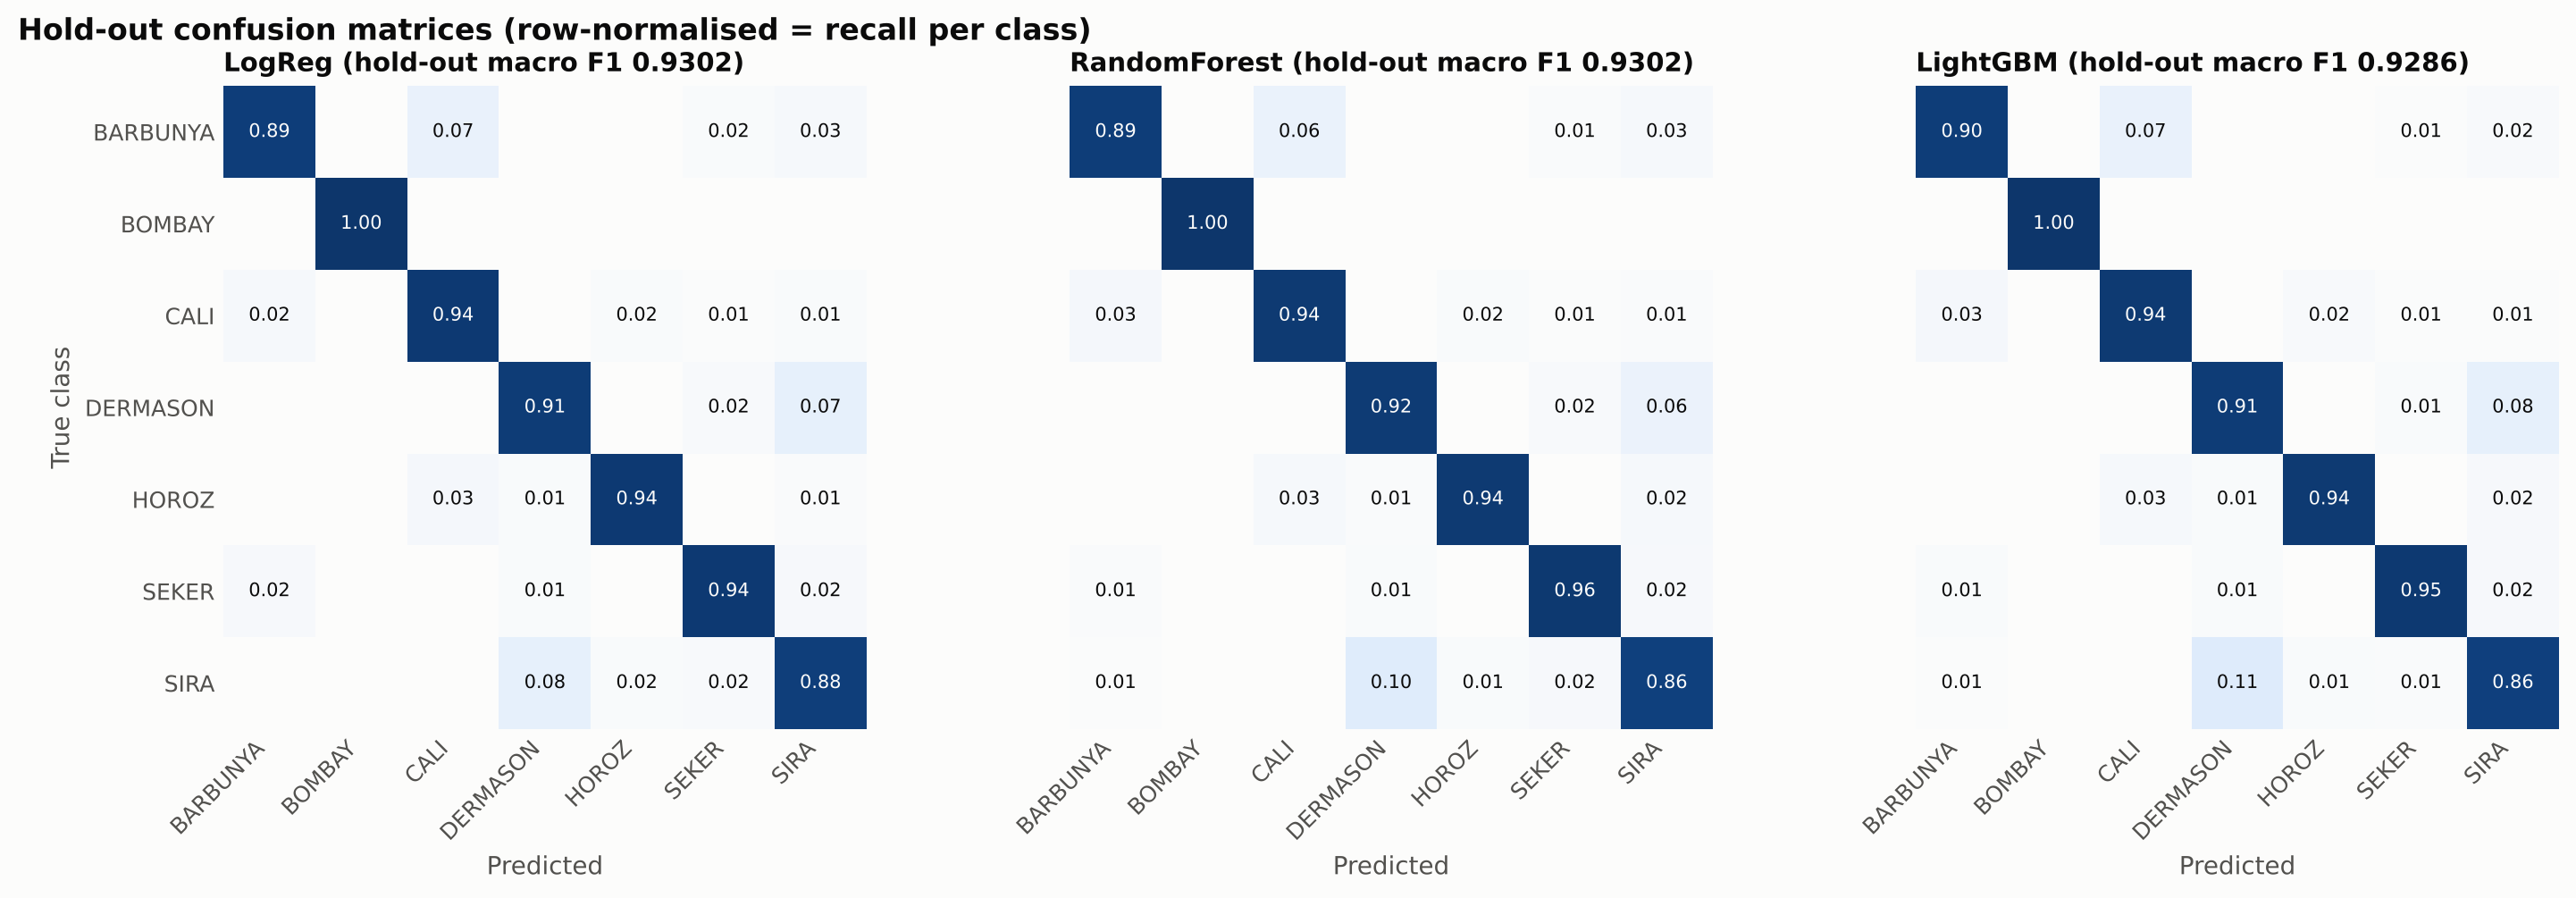 Hold-out confusion matrices (row-normalised = recall per class)
LogReg (hold-out macro F1 0.9302)
True class
BARBUNYA 0.89 0.07 0.02 0.03
BOMBAY 1.00
CALI 0.02 0.94 0.02 0.01 0.01
DERMASON 0.91 0.02 0.07
HOROZ 0.03 0.01 0.94 0.01
SEKER 0.02 0.01 0.94 0.02
SIRA 0.08 0.02 0.02 0.88
BARBUNYA BOMBAY CALI DERMASON HOROZ SEKER SIRA
Predicted
RandomForest (hold-out macro F1 0.9302)
0.89 0.06 0.01 0.03
1.00
0.03 0.94 0.02 0.01 0.01
0.92 0.02 0.06
0.03 0.01 0.94 0.02
0.01 0.01 0.96 0.02
0.01 0.10 0.01 0.02 0.86
BARBUNYA BOMBAY CALI DERMASON HOROZ SEKER SIRA
Predicted
LightGBM (hold-out macro F1 0.9286)
0.90 0.07 0.01 0.02
1.00
0.03 0.94 0.02 0.01 0.01
0.91 0.01 0.08
0.03 0.01 0.94 0.02
0.01 0.01 0.95 0.02
0.01 0.11 0.01 0.01 0.86
BARBUNYA BOMBAY CALI DERMASON HOROZ SEKER SIRA
Predicted